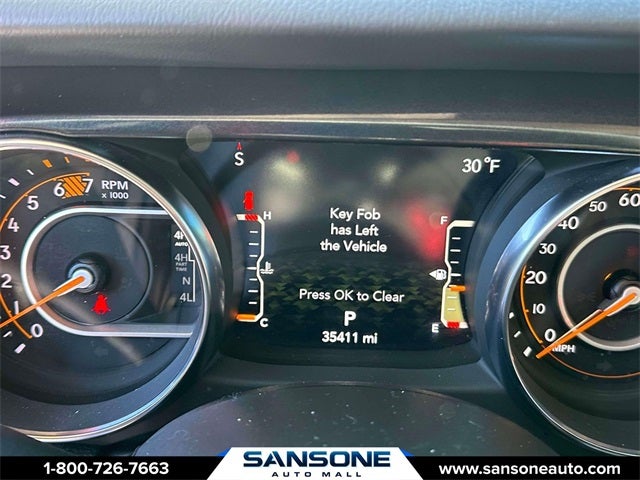 S
30°F
7
6
5
4
3
2
1
0
RPM
x 1000
4H
AUTO
4H
PART
TIME
N
4L
H
C
Key Fob
has Left
the Vehicle
Press OK to Clear
P
35411 mi
F
E
60
50
40
30
20
10
0
MPH
1-800-726-7663
SANSONE
AUTO MALL
www.sansoneauto.com